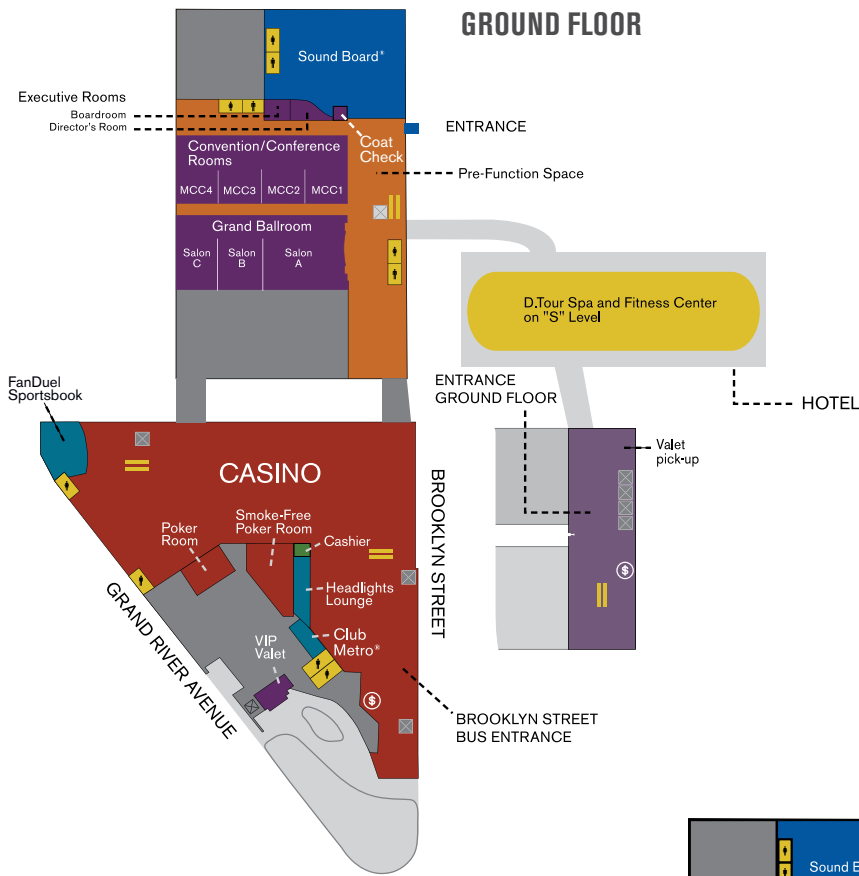 GROUND FLOOR
Sound Board*
Executive Rooms
Boardroom
Director's Room
ENTRANCE
Coat
Check
Convention/Conference
Rooms
MCC4 MCC3 MCC2 MCC1
Pre-Function Space
Grand Ballroom
Salon
C
Salon
B
Salon
A
D.Tour Spa and Fitness Center
on "S" Level
FanDuel
Sportsbook
ENTRANCE
GROUND FLOOR
HOTEL
Valet
pick-up
CASINO
BROOKLYN STREET
Poker
Room
Smoke-Free
Poker Room
Cashier
Headlights
Lounge
$
GRAND RIVER AVENUE
VIP
Valet
Club
Metro*
$
BROOKLYN STREET
BUS ENTRANCE
Sound B